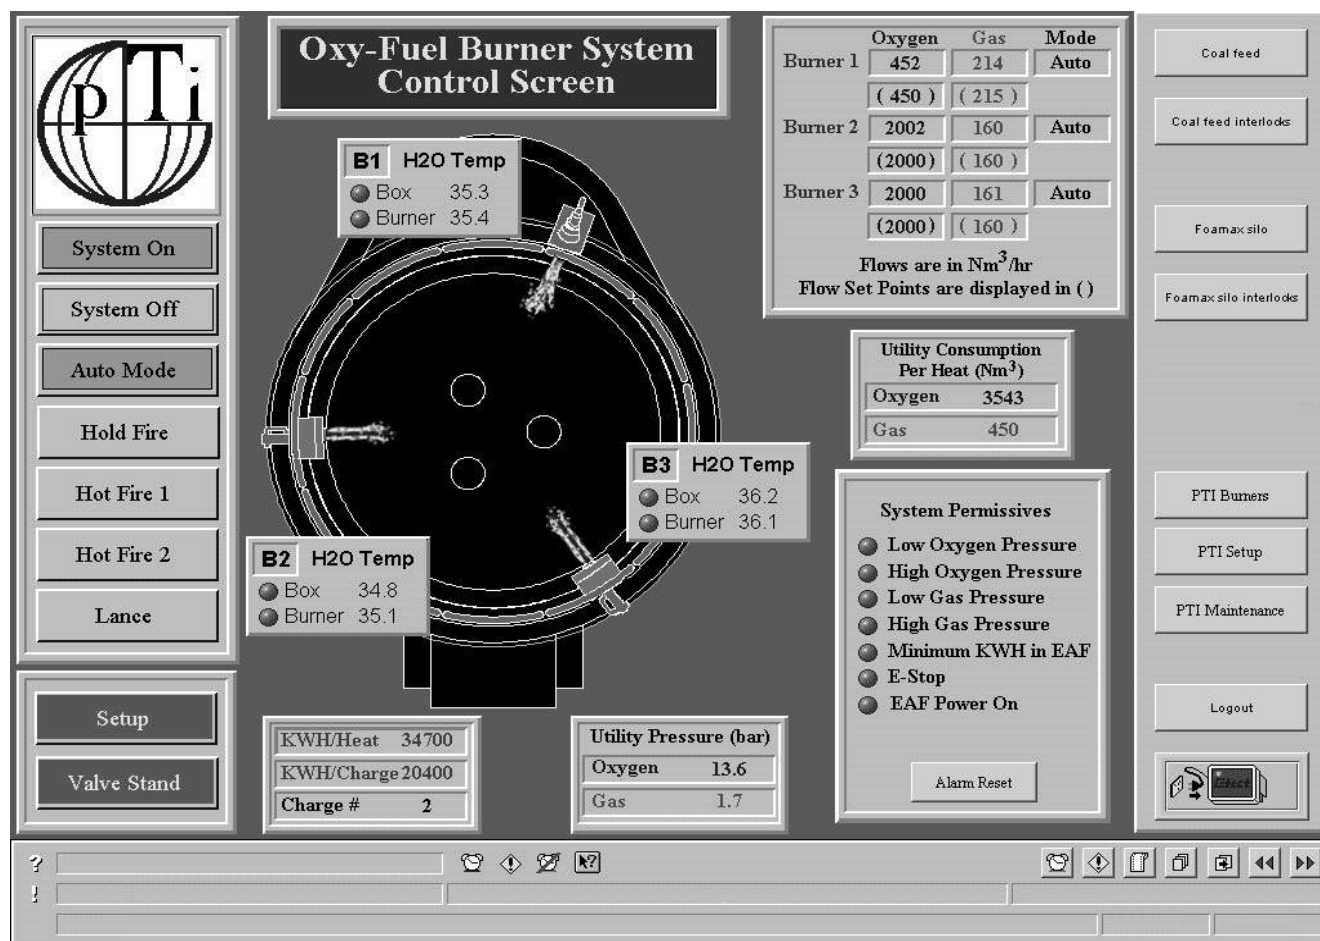 pTi
System On
System Off
Auto Mode
Hold Fire
Hot Fire 1
Hot Fire 2
Lance
Setup
Valve Stand
Oxy-Fuel Burner System
Control Screen
B1 H2O Temp
Box 35.3
Burner 35.4
B2 H2O Temp
Box 34.8
Burner 35.1
B3 H2O Temp
Box 36.2
Burner 36.1
KWH/Heat 34700
KWH/Charge 20400
Charge # 2
Utility Pressure (bar)
Oxygen 13.6
Gas 1.7
Oxygen Gas Mode
Burner 1 452 214 Auto
( 450 ) ( 215 )
Burner 2 2002 160 Auto
(2000) ( 160 )
Burner 3 2000 161 Auto
(2000) ( 160 )
Flows are in Nm³/hr
Flow Set Points are displayed in ( )
Utility Consumption
Per Heat (Nm³)
Oxygen 3543
Gas 450
System Permissives
Low Oxygen Pressure
High Oxygen Pressure
Low Gas Pressure
High Gas Pressure
Minimum KWH in EAF
E-Stop
EAF Power On
Alarm Reset
Coal feed
Coal feed interlocks
Foamax silo
Foamax silo interlocks
PTI Burners
PTI Setup
PTI Maintenance
Logout
?
!